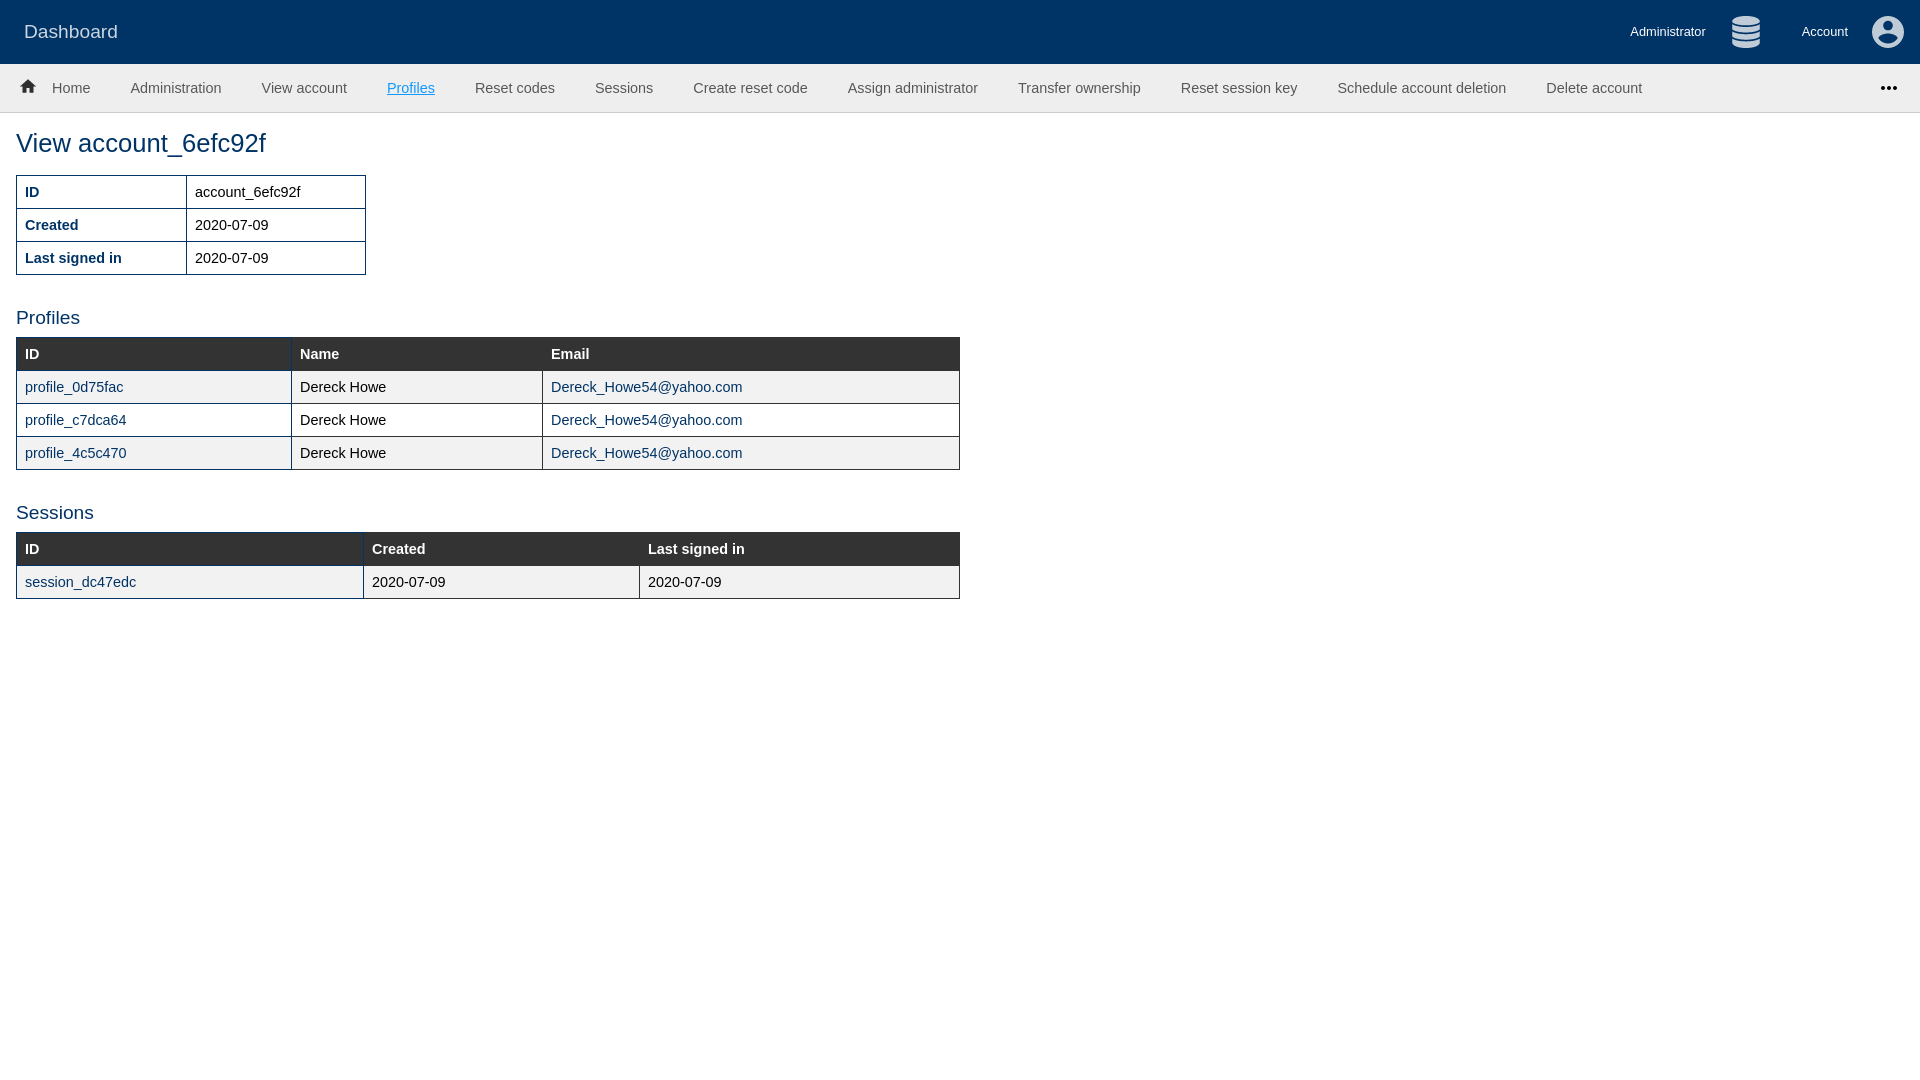 Dashboard Administrator Account
Home Administration View account Profiles Reset codes Sessions Create reset code Assign administrator Transfer ownership Reset session key Schedule account deletion Delete account
View account_6efc92f
ID account_6efc92f
Created 2020-07-09
Last signed in 2020-07-09
Profiles
ID Name Email
profile_0d75fac Dereck Howe Dereck_Howe54@yahoo.com
profile_c7dca64 Dereck Howe Dereck_Howe54@yahoo.com
profile_4c5c470 Dereck Howe Dereck_Howe54@yahoo.com
Sessions
ID Created Last signed in
session_dc47edc 2020-07-09 2020-07-09